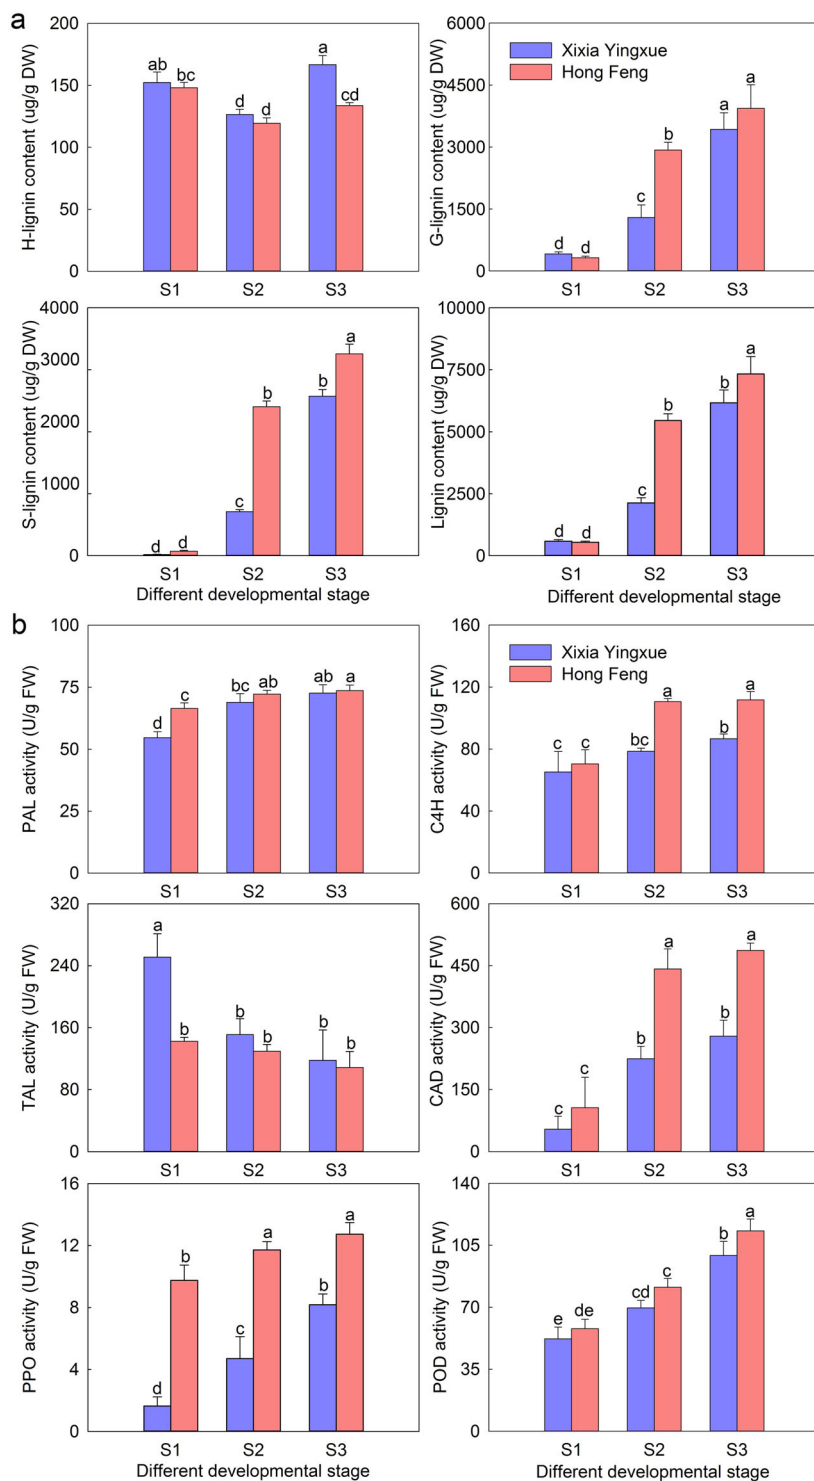 a
H-lignin content (ug/g DW)
200
150
100
50
0
ab
bc
d
d
a
cd
S1
S2
S3
G-lignin content (ug/g DW)
6000
4500
3000
1500
0
Xixia Yingxue
Hong Feng
d
d
c
b
a
a
S1
S2
S3
S-lignin content (ug/g DW)
4000
3000
2000
1000
0
d
d
c
b
b
a
S1
S2
S3
Different developmental stage
Lignin content (ug/g DW)
10000
7500
5000
2500
0
d
d
c
b
b
a
S1
S2
S3
Different developmental stage
b
PAL activity (U/g FW)
100
75
50
25
0
d
c
bc
ab
ab
a
S1
S2
S3
C4H activity (U/g FW)
160
120
80
40
0
Xixia Yingxue
Hong Feng
c
c
bc
a
b
a
S1
S2
S3
TAL activity (U/g FW)
320
240
160
80
0
a
b
b
b
b
b
S1
S2
S3
CAD activity (U/g FW)
600
450
300
150
0
c
c
b
a
b
a
S1
S2
S3
PPO activity (U/g FW)
16
12
8
4
0
d
b
c
a
b
a
S1
S2
S3
Different developmental stage
POD activity (U/g FW)
140
105
70
35
0
e
de
cd
c
b
a
S1
S2
S3
Different developmental stage